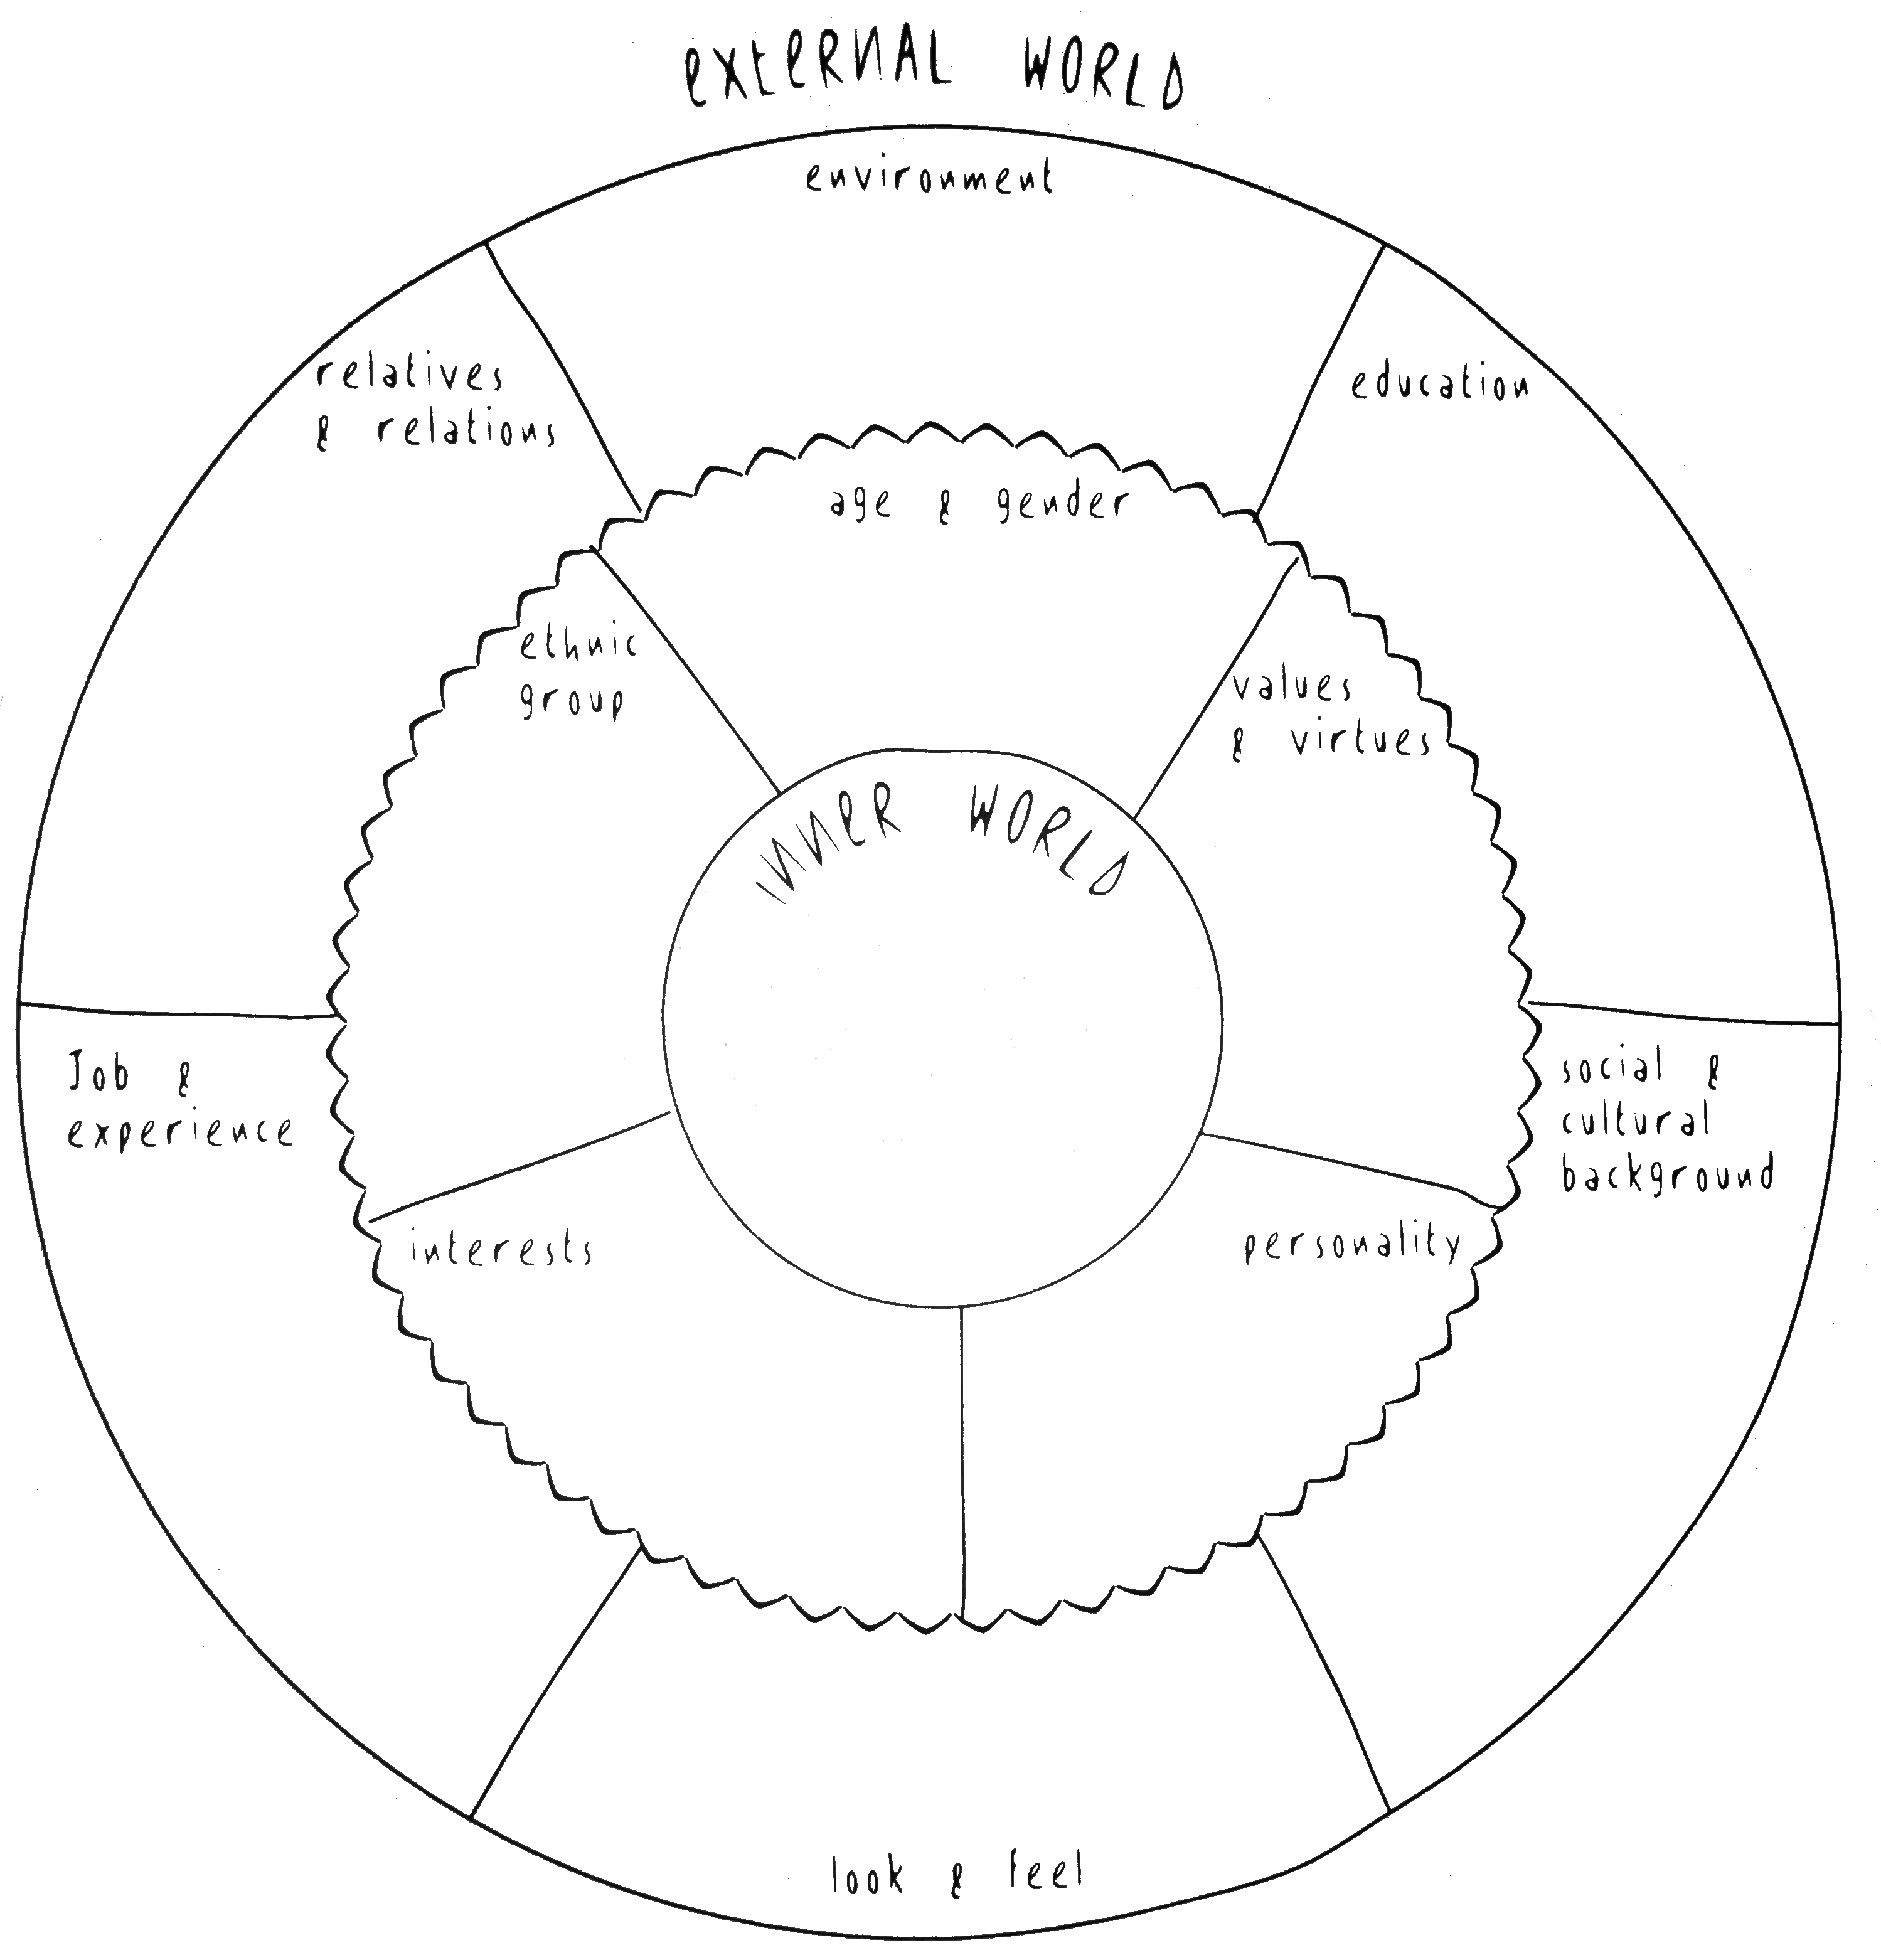 exteRNAL WORLD
environment
relatives
& relations
education
age & gender
ethnic
group
values
& virtues
INNeR WORLD
Job &
experience
social &
cultural
background
interests
personality
look & feel